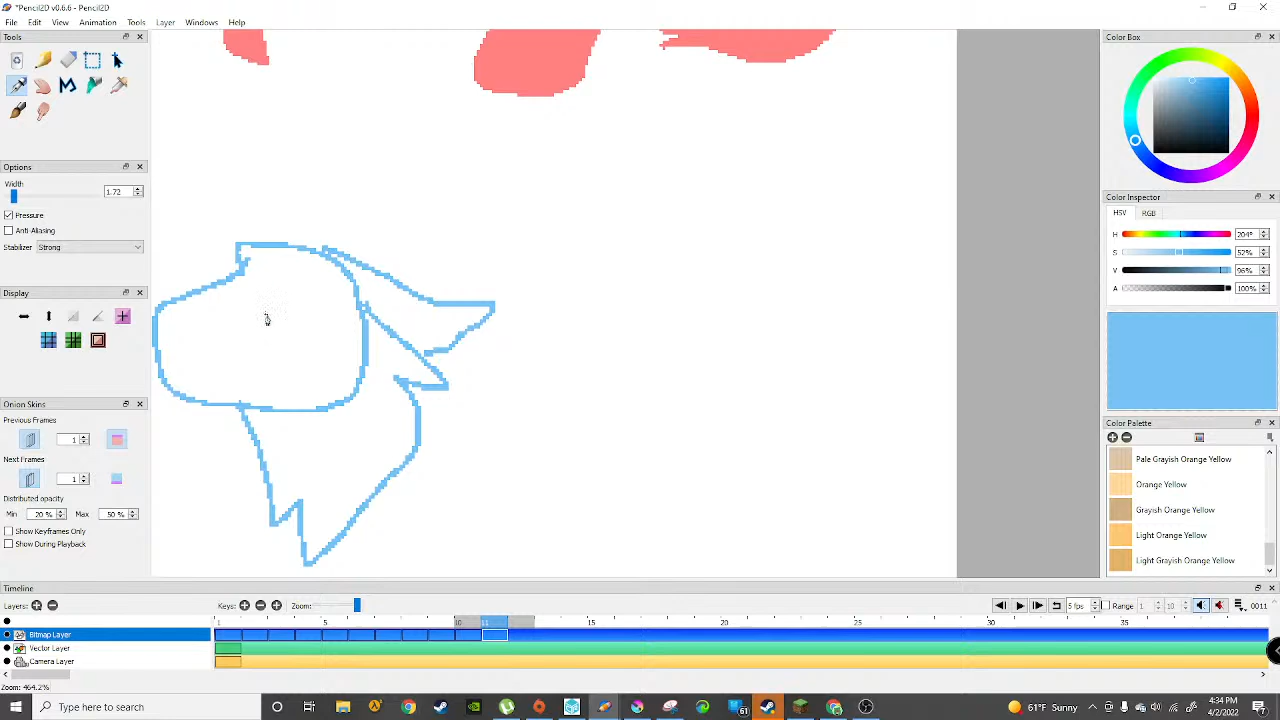 *Pencil2D v0.6.6 - Pencil2D
File Edit View Animation Tools Layer Windows Help
Tools
Options
Width
1.72
Pressure
Anti-Aliasing
Stabilizer Strong
Display
Onion Skins
Previous Frames
1
Next Frames
1
Distributed opacity
Min 20 % Max 50 %
Show Keyframes Only
Show During Playback
Color Box
Color Inspector
HSV RGB
H 204°
S 52%
V 96%
A 100%
Color Palette
Pale Grayish Orange Yellow
Orange Yellow
Grayish Orange Yellow
Light Orange Yellow
Light Grayish Orange Yellow
Timeline
Layers: Keys: Zoom: 5 fps Range 1 10 0011
1 5 10 11 15 20 25 30 35
Bitmap Layer
Vector Layer
Camera Layer
Zoom: 464.2%
Type here to search
61
61°F Sunny
4:34 PM
4/2/2022